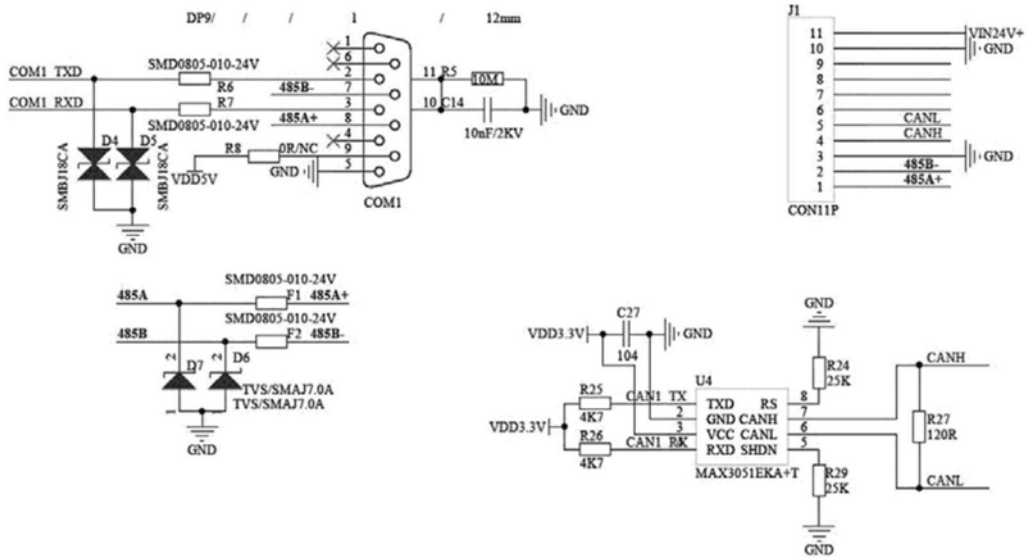 DP9/ / / 1 / 12mm
SMD0805-010-24V
COM1 TXD
R6
485B-
COM1 RXD
R7
485A+
SMD0805-010-24V
1
6
2
7
3
8
4
9
5
11 R5
10M
10 C14
10nF/2KV
GND
D4
D5
SMBJ18CA
SMBJ18CA
GND
R8
0R/NC
VDD5V
GND
COM1
J1
11 VIN24V+
10 GND
9
8
7
6
5 CANL
4 CANH
3 GND
2 485B-
1 485A+
CON11P
SMD0805-010-24V
485A F1 485A+
SMD0805-010-24V
485B F2 485B-
2
2
D7
D6
TVS/SMAJ7.0A
TVS/SMAJ7.0A
1
1
GND
C27
VDD3.3V
104
GND
GND
R24
25K
U4
R25
4K7
CAN1 TX
TXD RS 8
2 GND CANH 7
3 VCC CANL 6
RXD SHDN 5
VDD3.3V
R26
4K7
CAN1 RX
MAX3051EKA+T
R29
25K
GND
CANH
R27
120R
CANL